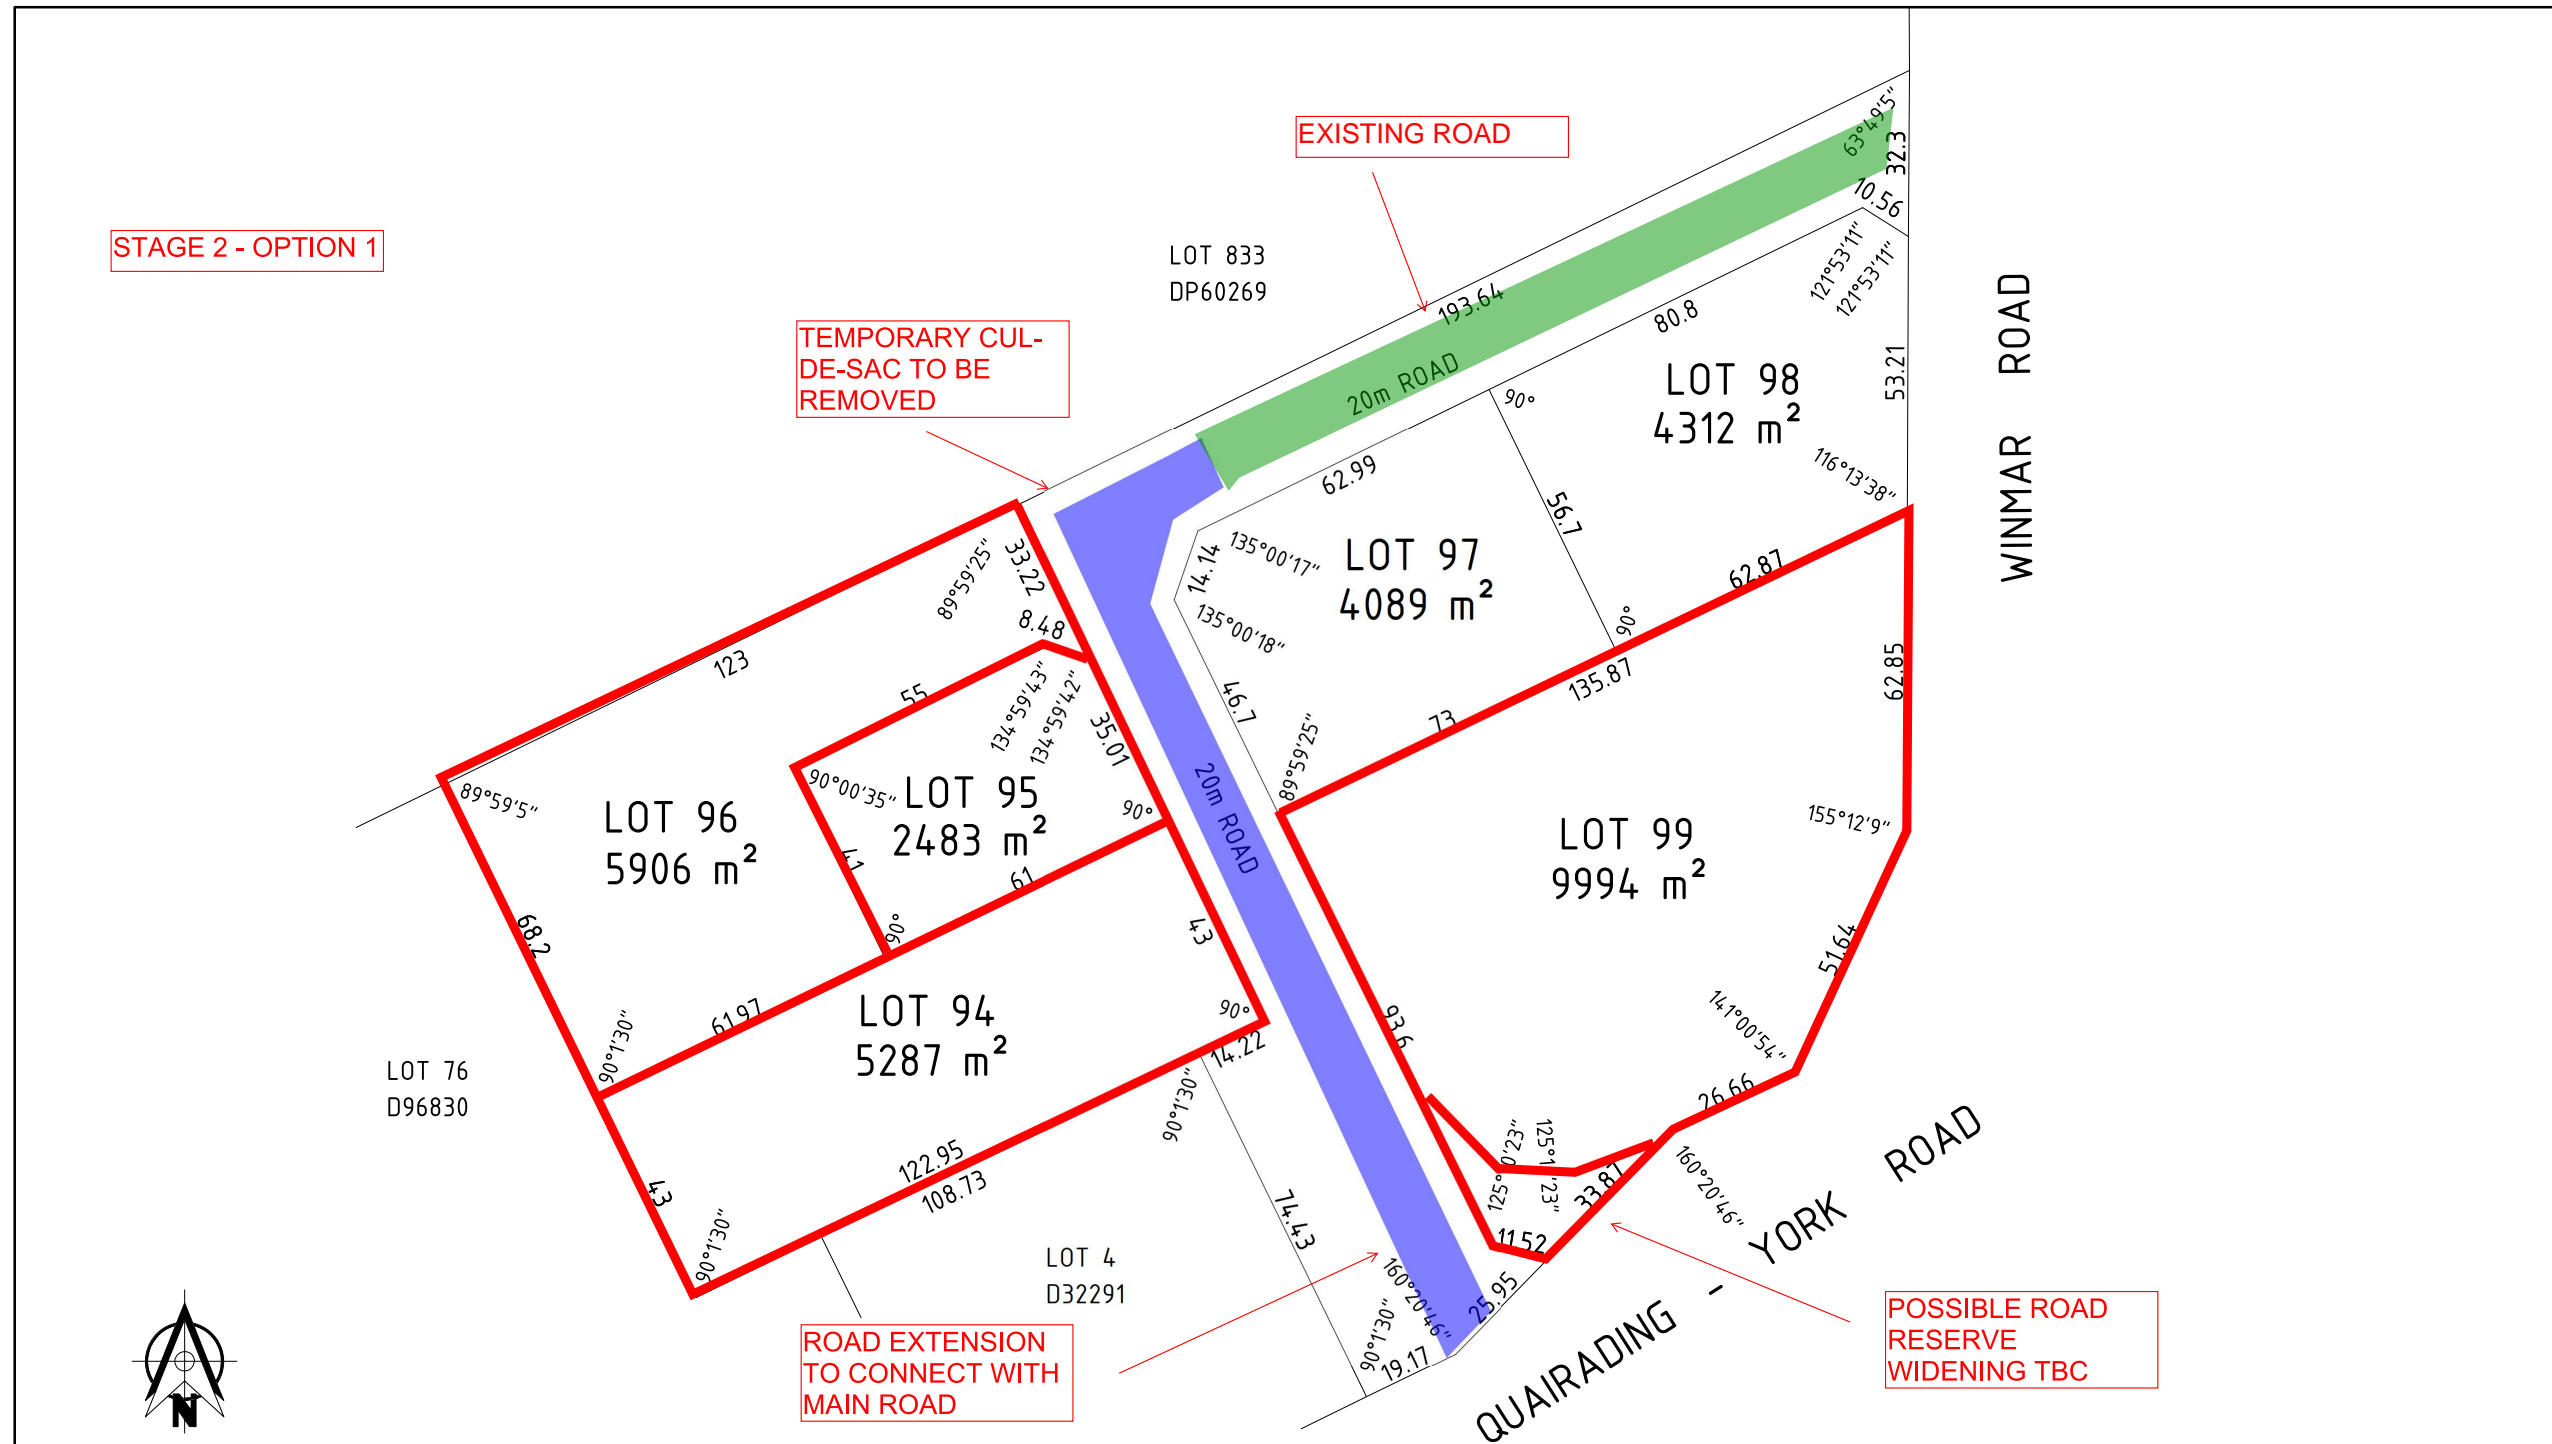 STAGE 2 - OPTION 1
EXISTING ROAD
63°49'5"
32.3
10.56
LOT 833
DP60269
193.64
20m ROAD
80.8
121°53'11"
121°53'11"
WINMAR ROAD
TEMPORARY CUL-
DE-SAC TO BE
REMOVED
LOT 98
4312 m²
53.21
90°
62.99
56.7
116°13'38"
14.14
135°00'17"
LOT 97
4089 m²
135°00'18"
62.87
90°
135.87
73
46.7
89°59'25"
33.22
89°59'25"
8.48
123
55
134°59'43"
134°59'42"
35.01
62.85
89°59'5"
90°00'35"
LOT 96
5906 m²
LOT 95
2483 m²
90°
41
61
90°
20m ROAD
LOT 99
9994 m²
155°12'9"
68.2
43
51.64
61.97
90°1'30"
LOT 94
5287 m²
90°
14.22
90°1'30"
93.6
141°00'54"
26.66
LOT 76
D96830
122.95
108.73
43
90°1'30"
74.43
33.87
11.52
160°20'46"
LOT 4
D32291
160°20'46"
25.95
90°1'30"
19.17
QUAIRADING - YORK ROAD
ROAD EXTENSION
TO CONNECT WITH
MAIN ROAD
POSSIBLE ROAD
RESERVE
WIDENING TBC
N